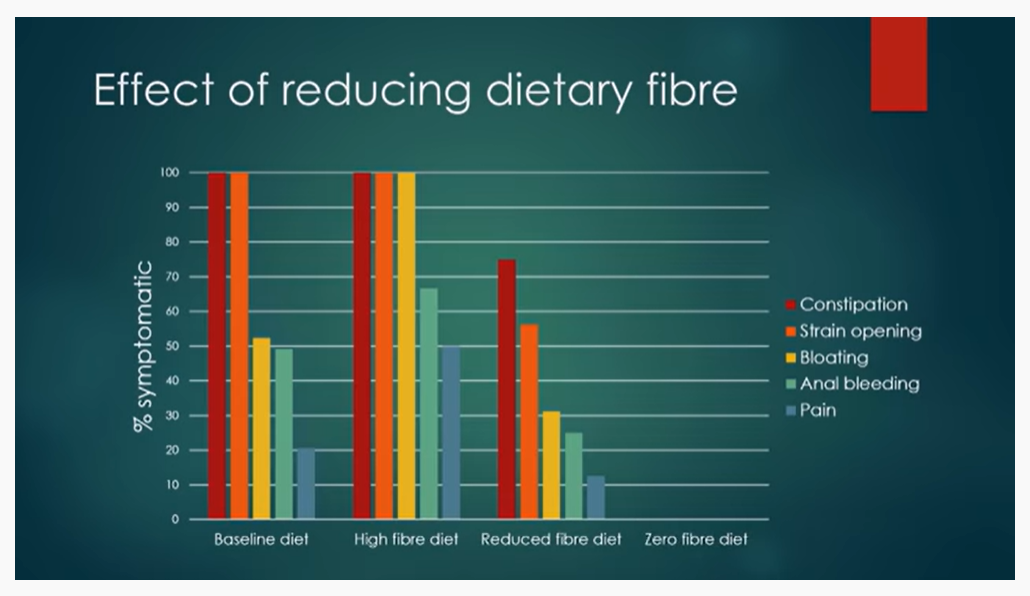 Effect of reducing dietary fibre
% symptomatic
100
90
80
70
60
50
40
30
20
10
0
Baseline diet
High fibre diet
Reduced fibre diet
Zero fibre diet
Constipation
Strain opening
Bloating
Anal bleeding
Pain